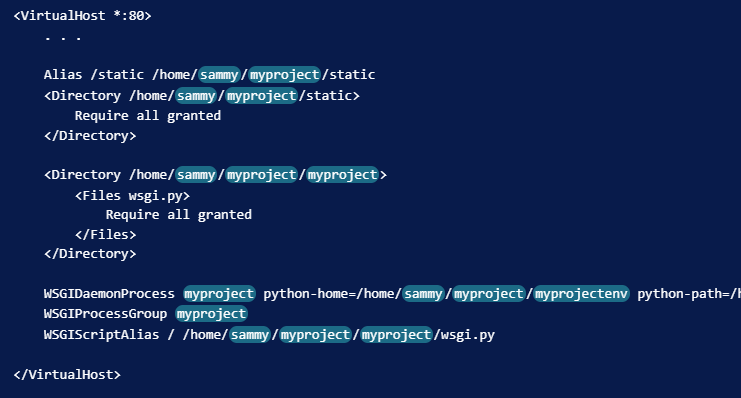 <VirtualHost *:80>
. . .
Alias /static /home/sammy/myproject/static
<Directory /home/sammy/myproject/static>
Require all granted
</Directory>
<Directory /home/sammy/myproject/myproject>
<Files wsgi.py>
Require all granted
</Files>
</Directory>
WSGIDaemonProcess myproject python-home=/home/sammy/myproject/myprojectenv python-path=/h
WSGIProcessGroup myproject
WSGIScriptAlias / /home/sammy/myproject/myproject/wsgi.py
</VirtualHost>